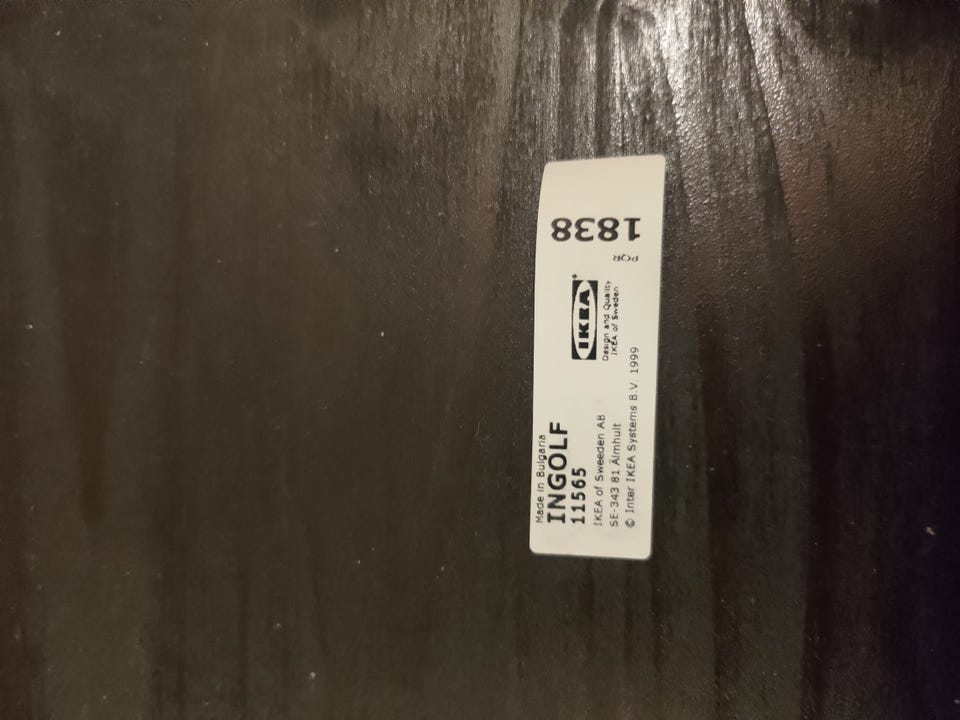 Made in Bulgaria
INGOLF
11565
IKEA of Sweeden AB
SE-343 81 Älmhult
© Inter IKEA Systems B.V. 1999
IKEA®
Design and Quality
IKEA of Sweden
PQR
1838